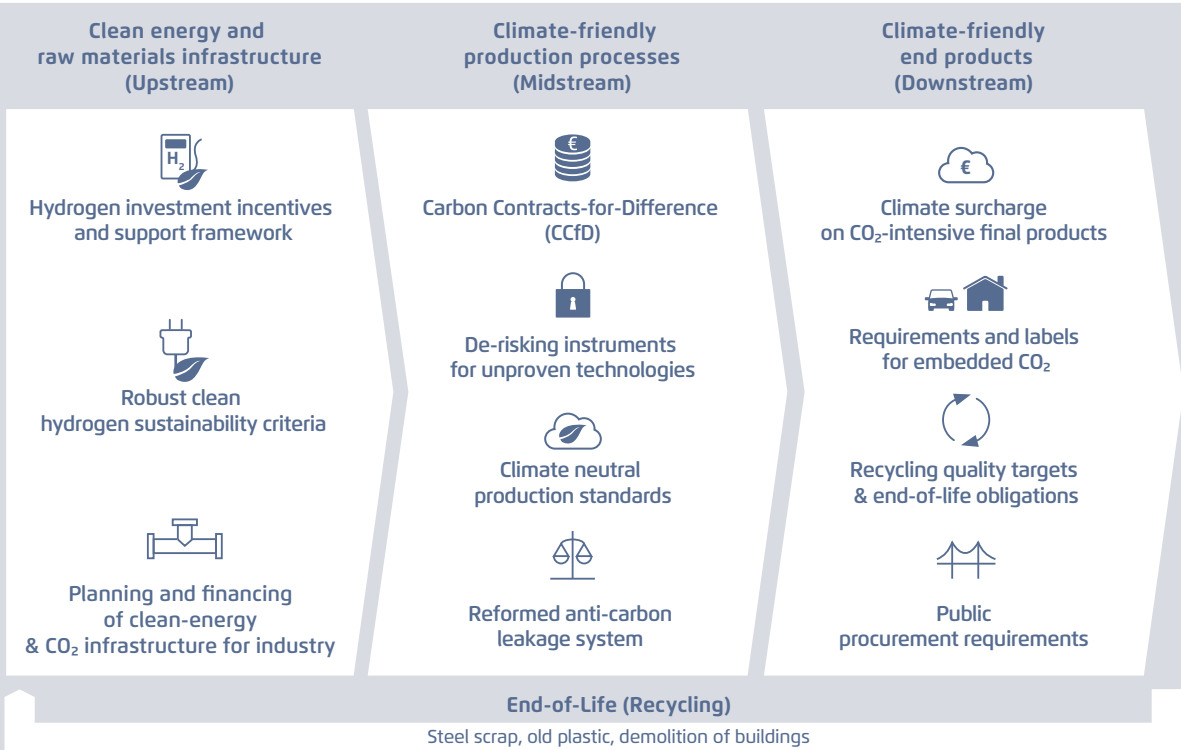 Clean energy and
raw materials infrastructure
(Upstream)
H₂
Hydrogen investment incentives
and support framework
Robust clean
hydrogen sustainability criteria
Planning and financing
of clean-energy
& CO₂ infrastructure for industry
Climate-friendly
production processes
(Midstream)
€
Carbon Contracts-for-Difference
(CCfD)
De-risking instruments
for unproven technologies
Climate neutral
production standards
Reformed anti-carbon
leakage system
Climate-friendly
end products
(Downstream)
€
Climate surcharge
on CO₂-intensive final products
Requirements and labels
for embedded CO₂
Recycling quality targets
& end-of-life obligations
Public
procurement requirements
End-of-Life (Recycling)
Steel scrap, old plastic, demolition of buildings